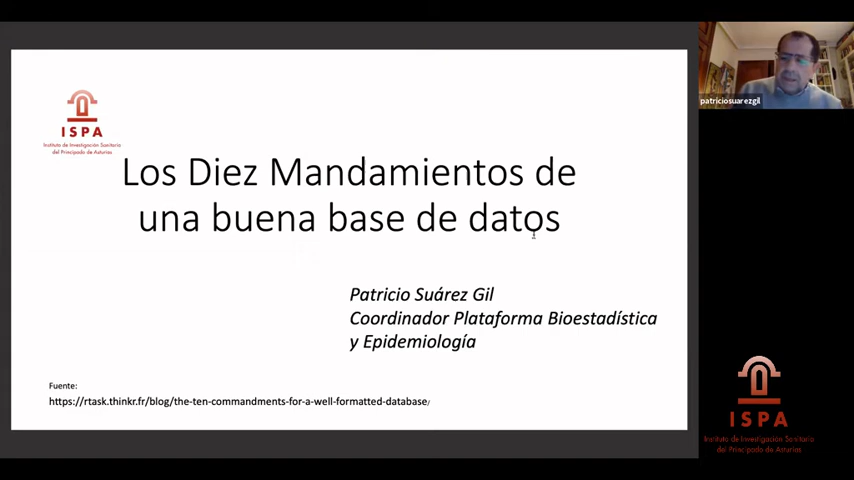 ISPA
Instituto de Investigación Sanitaria
del Principado de Asturias
Los Diez Mandamientos de
una buena base de datos
Patricio Suárez Gil
Coordinador Plataforma Bioestadística
y Epidemiología
Fuente:
https://rtask.thinkr.fr/blog/the-ten-commandments-for-a-well-formatted-database/
patriciosuarezgil
ISPA
Instituto de Investigación Sanitaria
del Principado de Asturias